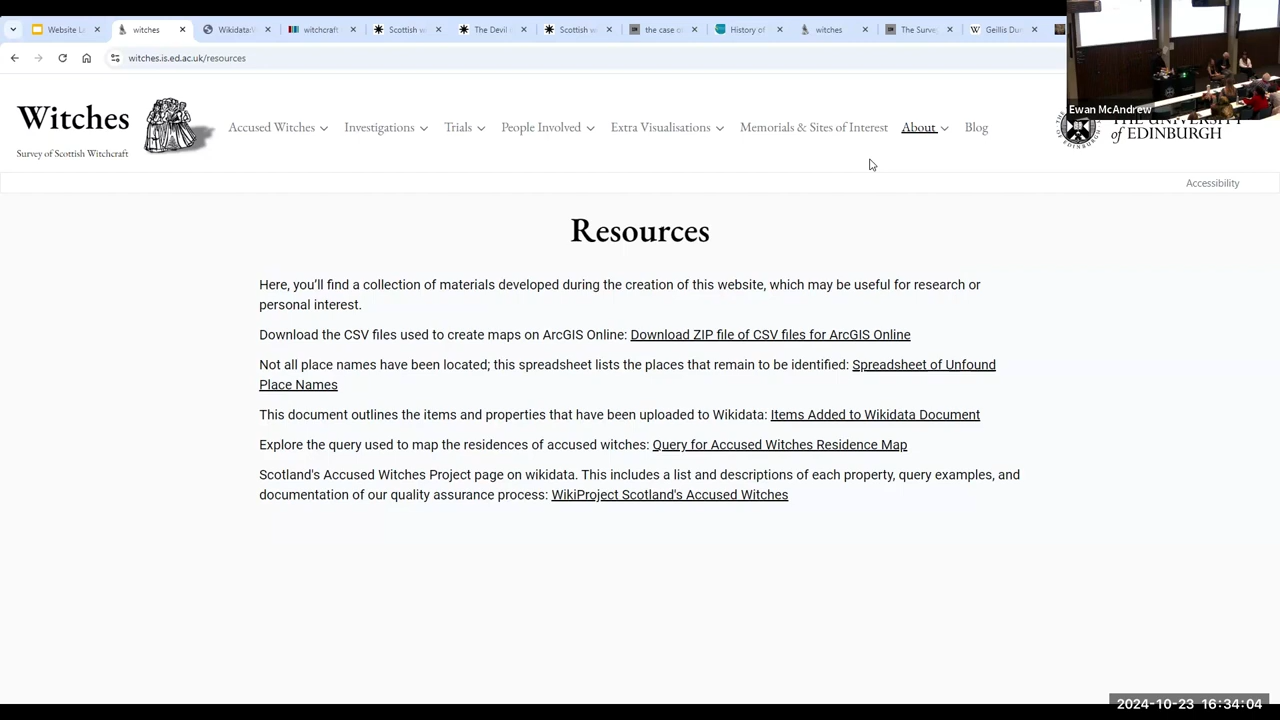 Website L
witches
Wikidata:W
witchcraft
Scottish w
The Devil
Scottish w
the case o
History of
witches
The Surve
Geillis Du
witches.is.ed.ac.uk/resources
Ewan McAndrew
Witches
Survey of Scottish Witchcraft
Accused Witches
Investigations
Trials
People Involved
Extra Visualisations
Memorials & Sites of Interest
About
Blog
of EDINBURGH
Accessibility
Resources
Here, you'll find a collection of materials developed during the creation of this website, which may be useful for research or
personal interest.
Download the CSV files used to create maps on ArcGIS Online: Download ZIP file of CSV files for ArcGIS Online
Not all place names have been located; this spreadsheet lists the places that remain to be identified: Spreadsheet of Unfound
Place Names
This document outlines the items and properties that have been uploaded to Wikidata: Items Added to Wikidata Document
Explore the query used to map the residences of accused witches: Query for Accused Witches Residence Map
Scotland's Accused Witches Project page on wikidata. This includes a list and descriptions of each property, query examples, and
documentation of our quality assurance process: WikiProject Scotland's Accused Witches
2024-10-23 16:34:04